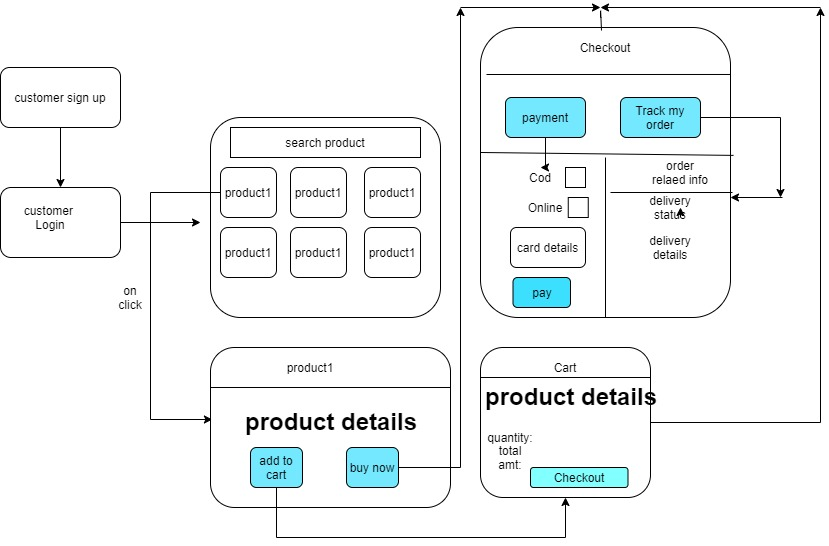 customer sign up
customer
Login
search product
product1
product1
product1
product1
product1
product1
on
click
product1
product details
add to
cart
buy now
Checkout
payment
Track my
order
Cod
Online
card details
pay
order
relaed info
delivery
status
delivery
details
Cart
product details
quantity:
total
amt:
Checkout